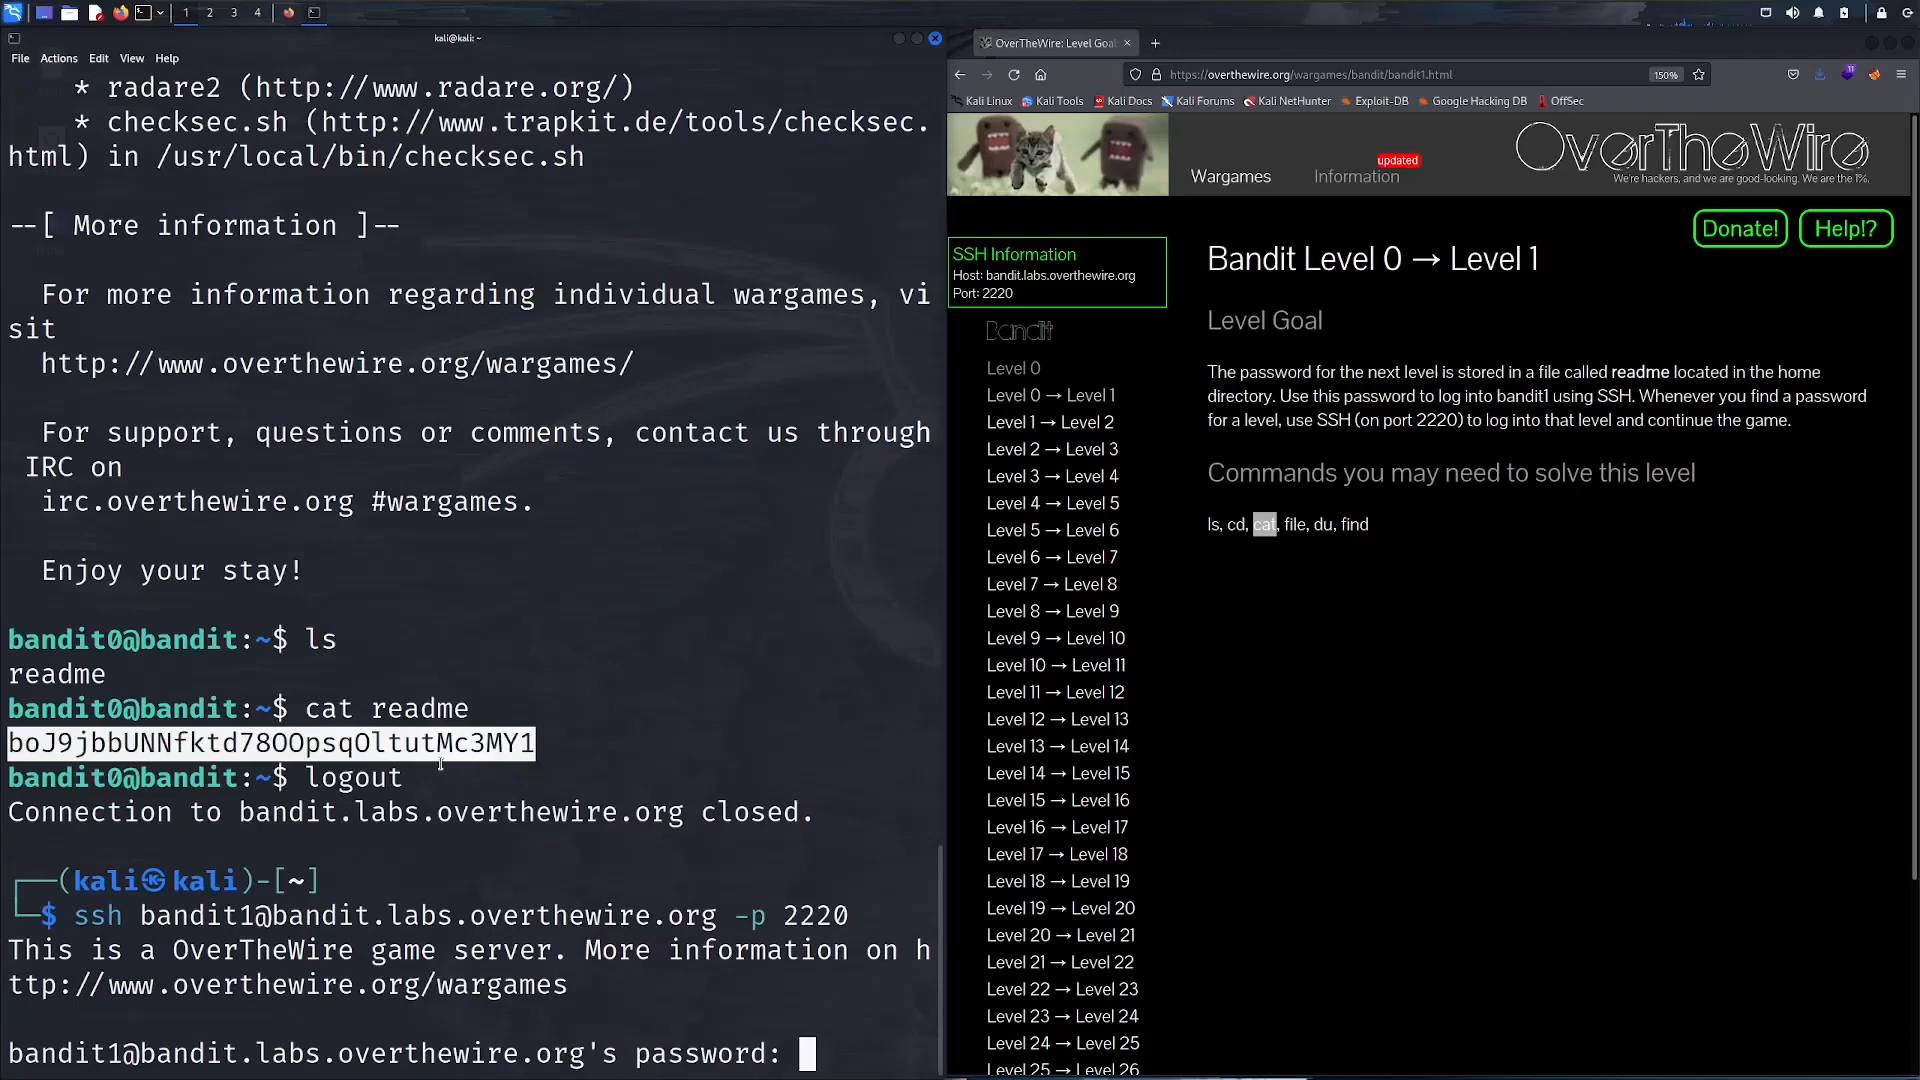 1 2 3 4
kali@kali: ~
File Actions Edit View Help
* radare2 (http://www.radare.org/)
* checksec.sh (http://www.trapkit.de/tools/checksec.
html) in /usr/local/bin/checksec.sh
--[ More information ]--
For more information regarding individual wargames, vi
sit
http://www.overthewire.org/wargames/
For support, questions or comments, contact us through
IRC on
irc.overthewire.org #wargames.
Enjoy your stay!
bandit0@bandit:~$ ls
readme
bandit0@bandit:~$ cat readme
boJ9jbbUNNfktd78OOpsqOltutMc3MY1
bandit0@bandit:~$ logout
Connection to bandit.labs.overthewire.org closed.
┌──(kali㉿kali)-[~]
└─$ ssh bandit1@bandit.labs.overthewire.org -p 2220
This is a OverTheWire game server. More information on h
ttp://www.overthewire.org/wargames
bandit1@bandit.labs.overthewire.org's password:
OverTheWire: Level Goal
https://overthewire.org/wargames/bandit/bandit1.html 150%
Kali Linux Kali Tools Kali Docs Kali Forums Kali NetHunter Exploit-DB Google Hacking DB OffSec
Wargames Information updated
OverTheWire
We're hackers, and we are good-looking. We are the 1%.
Donate! Help!?
SSH Information
Host: bandit.labs.overthewire.org
Port: 2220
Bandit
Level 0
Level 0 → Level 1
Level 1 → Level 2
Level 2 → Level 3
Level 3 → Level 4
Level 4 → Level 5
Level 5 → Level 6
Level 6 → Level 7
Level 7 → Level 8
Level 8 → Level 9
Level 9 → Level 10
Level 10 → Level 11
Level 11 → Level 12
Level 12 → Level 13
Level 13 → Level 14
Level 14 → Level 15
Level 15 → Level 16
Level 16 → Level 17
Level 17 → Level 18
Level 18 → Level 19
Level 19 → Level 20
Level 20 → Level 21
Level 21 → Level 22
Level 22 → Level 23
Level 23 → Level 24
Level 24 → Level 25
Level 25 → Level 26
Bandit Level 0 → Level 1
Level Goal
The password for the next level is stored in a file called readme located in the home
directory. Use this password to log into bandit1 using SSH. Whenever you find a password
for a level, use SSH (on port 2220) to log into that level and continue the game.
Commands you may need to solve this level
ls, cd, cat, file, du, find